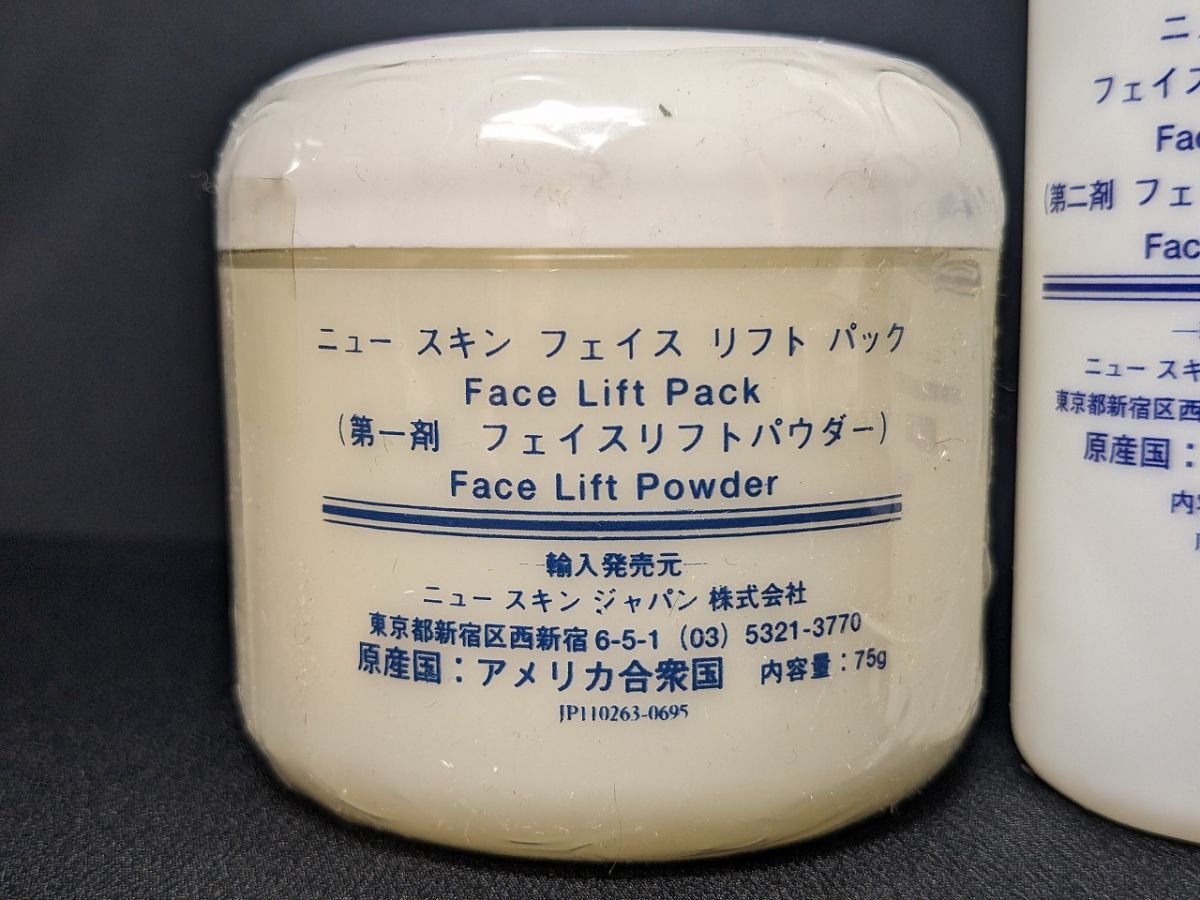 ニュー スキン フェイス リフト パック
Face Lift Pack
(第一剤 フェイスリフトパウダー)
Face Lift Powder
輸入発売元
ニュー スキン ジャパン 株式会社
東京都新宿区西新宿6-5-1 (03) 5321-3770
原産国：アメリカ合衆国 内容量：75g
JP110263-0695
ニ
フェイス
Fac
(第二剤 フェ
Fac
ニュー スキ
東京都新宿区西
原産国：
内容